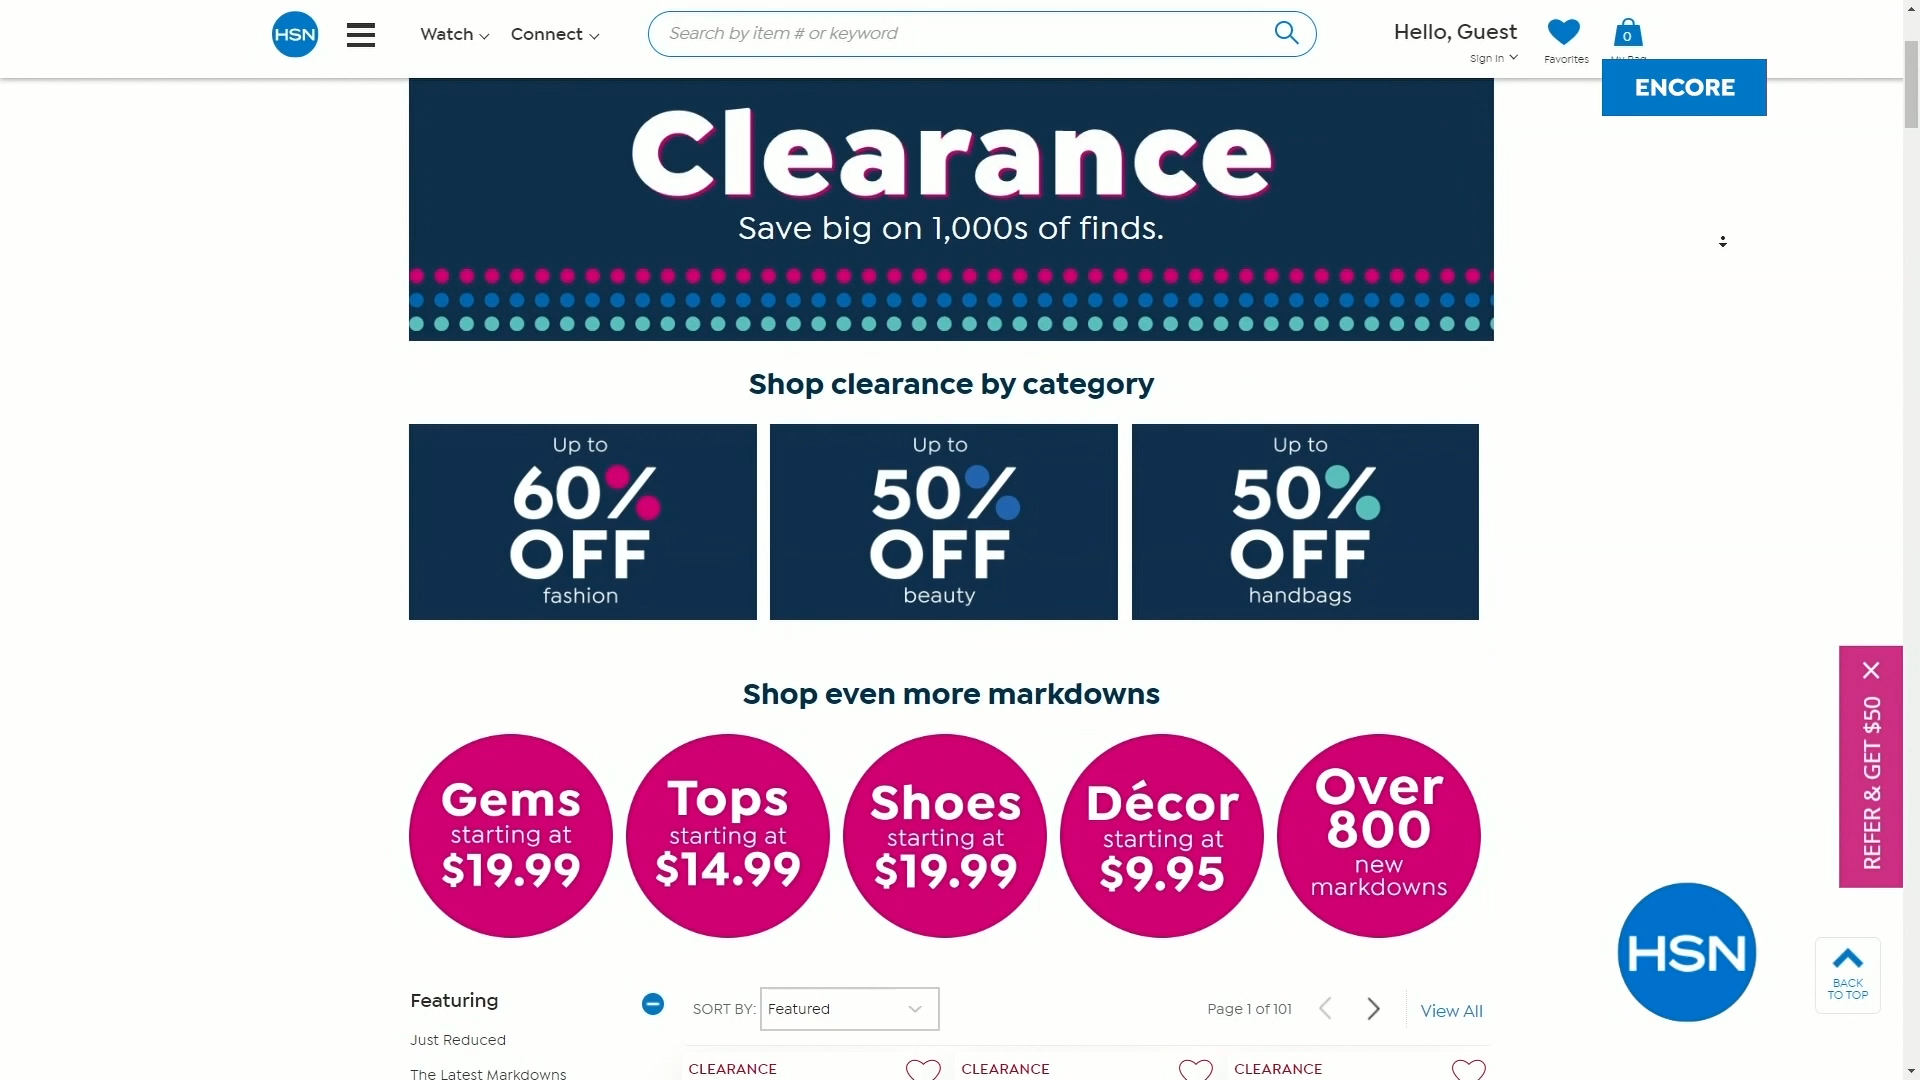 HSN
Watch
Connect
Search by item # or keyword
Hello, Guest
Sign In
Favorites
0
My Bag
ENCORE
Clearance
Save big on 1,000s of finds.
Shop clearance by category
Up to
60%
OFF
fashion
Up to
50%
OFF
beauty
Up to
50%
OFF
handbags
Shop even more markdowns
Gems
starting at
$19.99
Tops
starting at
$14.99
Shoes
starting at
$19.99
Décor
starting at
$9.95
Over
800
new
markdowns
REFER & GET $50
HSN
BACK
TO TOP
Featuring
Just Reduced
The Latest Markdowns
SORT BY: Featured
Page 1 of 101
View All
CLEARANCE
CLEARANCE
CLEARANCE